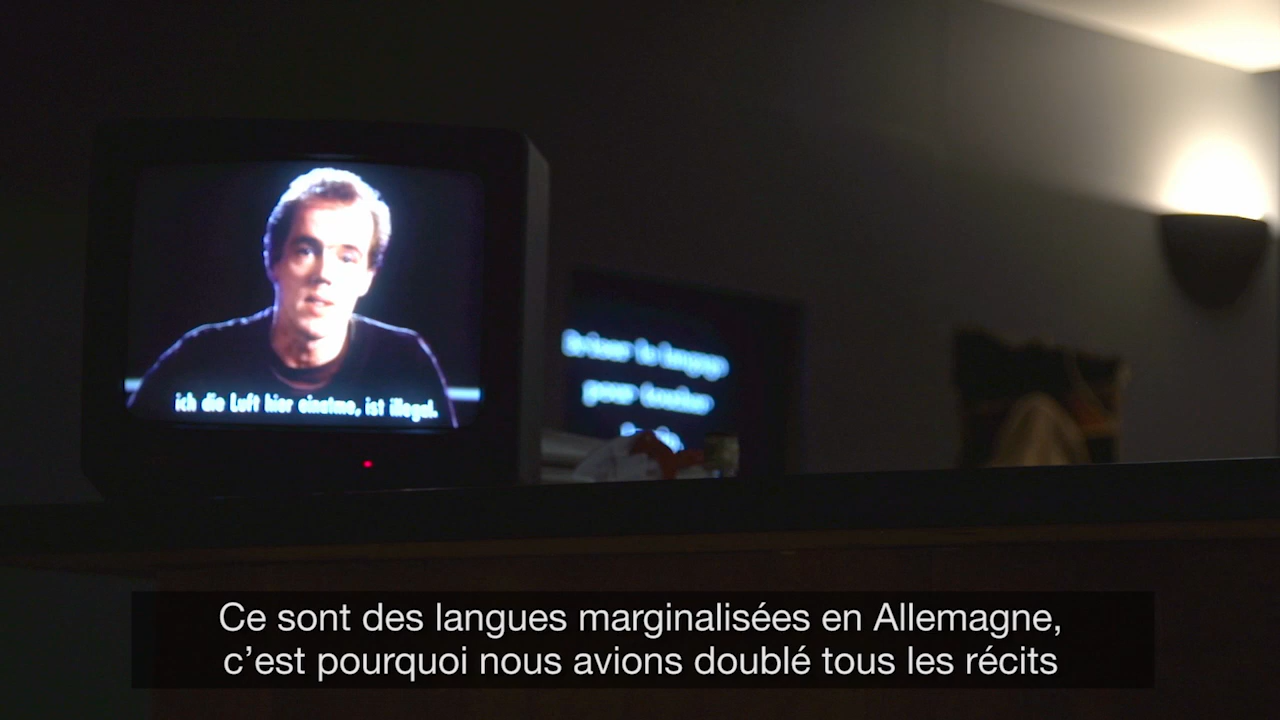 ich die Luft hier einatme, ist illegal.
pour
Ce sont des langues marginalisées en Allemagne,
c’est pourquoi nous avions doublé tous les récits